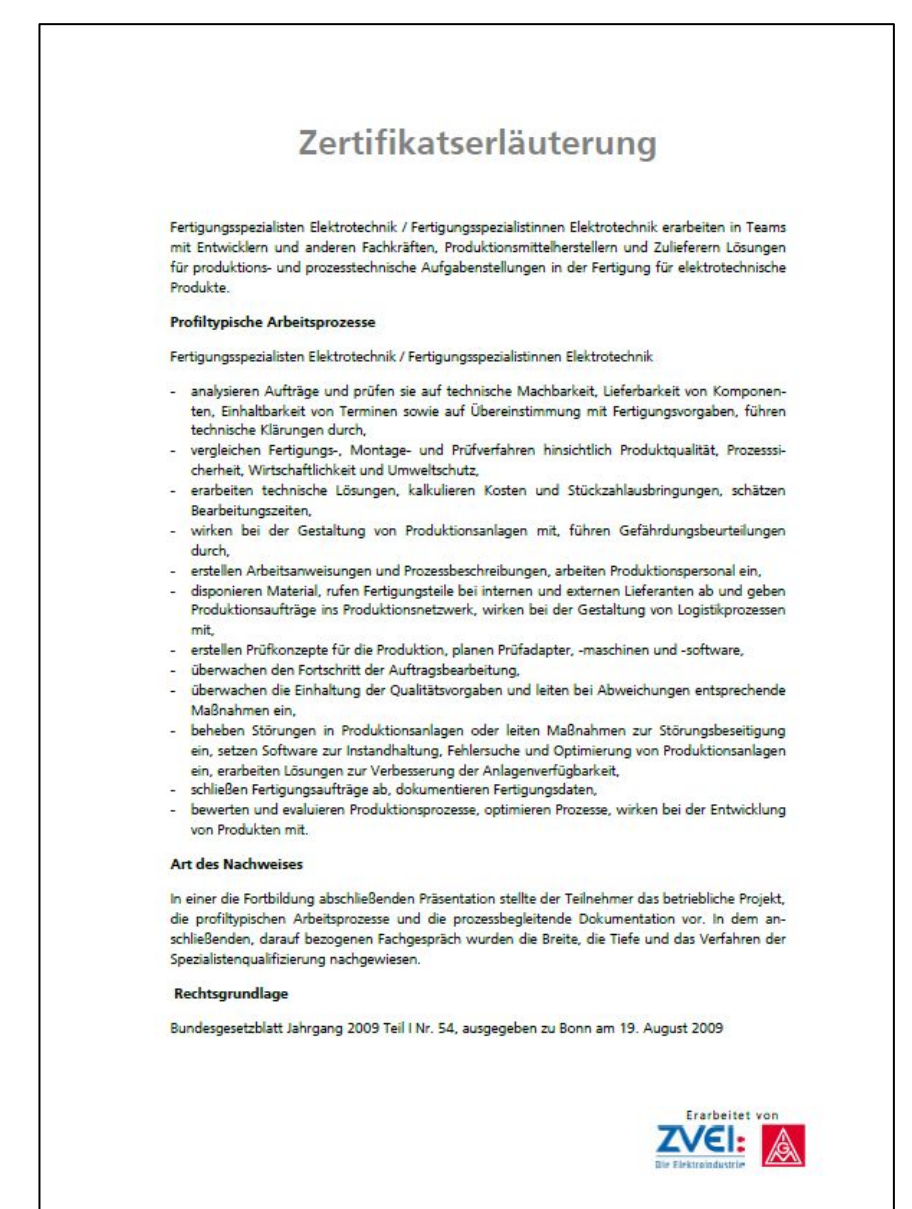 Zertifikatserläuterung
Fertigungsspezialisten Elektrotechnik / Fertigungsspezialistinnen Elektrotechnik erarbeiten in Teams
mit Entwicklern und anderen Fachkräften, Produktionsmittelherstellern und Zulieferern Lösungen
für produktions- und prozesstechnische Aufgabenstellungen in der Fertigung für elektrotechnische
Produkte.
Profiltypische Arbeitsprozesse
Fertigungsspezialisten Elektrotechnik / Fertigungsspezialistinnen Elektrotechnik
- analysieren Aufträge und prüfen sie auf technische Machbarkeit, Lieferbarkeit von Komponen-
ten, Einhaltbarkeit von Terminen sowie auf Übereinstimmung mit Fertigungsvorgaben, führen
technische Klärungen durch,
- vergleichen Fertigungs-, Montage- und Prüfverfahren hinsichtlich Produktqualität, Prozesssi-
cherheit, Wirtschaftlichkeit und Umweltschutz,
- erarbeiten technische Lösungen, kalkulieren Kosten und Stückzahlausbringungen, schätzen
Bearbeitungszeiten,
- wirken bei der Gestaltung von Produktionsanlagen mit, führen Gefährdungsbeurteilungen
durch,
- erstellen Arbeitsanweisungen und Prozessbeschreibungen, arbeiten Produktionspersonal ein,
- disponieren Material, rufen Fertigungsteile bei internen und externen Lieferanten ab und geben
Produktionsaufträge ins Produktionsnetzwerk, wirken bei der Gestaltung von Logistikprozessen
mit,
- erstellen Prüfkonzepte für die Produktion, planen Prüfadapter, -maschinen und -software,
- überwachen den Fortschritt der Auftragsbearbeitung,
- überwachen die Einhaltung der Qualitätsvorgaben und leiten bei Abweichungen entsprechende
Maßnahmen ein,
- beheben Störungen in Produktionsanlagen oder leiten Maßnahmen zur Störungsbeseitigung
ein, setzen Software zur Instandhaltung, Fehlersuche und Optimierung von Produktionsanlagen
ein, erarbeiten Lösungen zur Verbesserung der Anlagenverfügbarkeit,
- schließen Fertigungsaufträge ab, dokumentieren Fertigungsdaten,
- bewerten und evaluieren Produktionsprozesse, optimieren Prozesse, wirken bei der Entwicklung
von Produkten mit.
Art des Nachweises
In einer die Fortbildung abschließenden Präsentation stellte der Teilnehmer das betriebliche Projekt,
die profiltypischen Arbeitsprozesse und die prozessbegleitende Dokumentation vor. In dem an-
schließenden, darauf bezogenen Fachgespräch wurden die Breite, die Tiefe und das Verfahren der
Spezialistenqualifizierung nachgewiesen.
Rechtsgrundlage
Bundesgesetzblatt Jahrgang 2009 Teil I Nr. 54, ausgegeben zu Bonn am 19. August 2009
Erarbeitet von
ZVEI:
Die Elektroindustrie
IGM